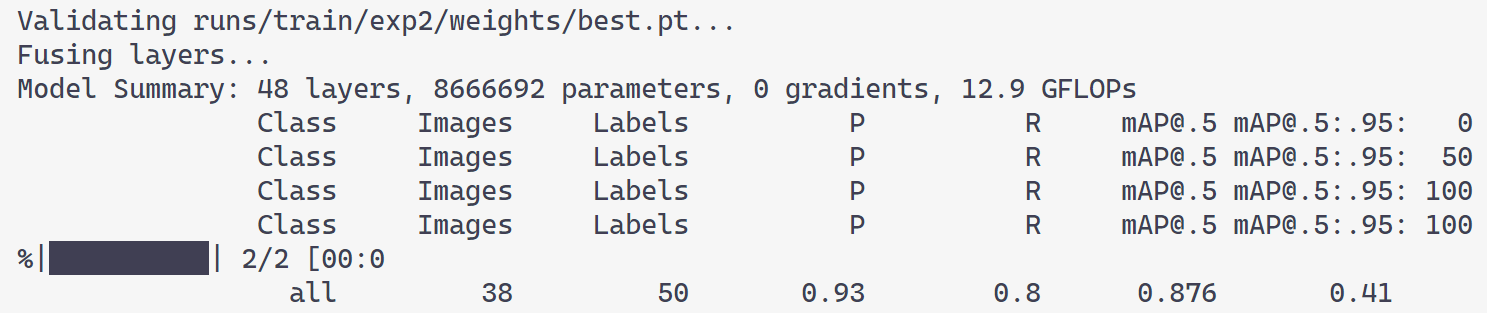 Validating runs/train/exp2/weights/best.pt...
Fusing layers...
Model Summary: 48 layers, 8666692 parameters, 0 gradients, 12.9 GFLOPs
Class Images Labels P R mAP@.5 mAP@.5:.95: 0
Class Images Labels P R mAP@.5 mAP@.5:.95: 50
Class Images Labels P R mAP@.5 mAP@.5:.95: 100
Class Images Labels P R mAP@.5 mAP@.5:.95: 100
%|██████████| 2/2 [00:0
all 38 50 0.93 0.8 0.876 0.41